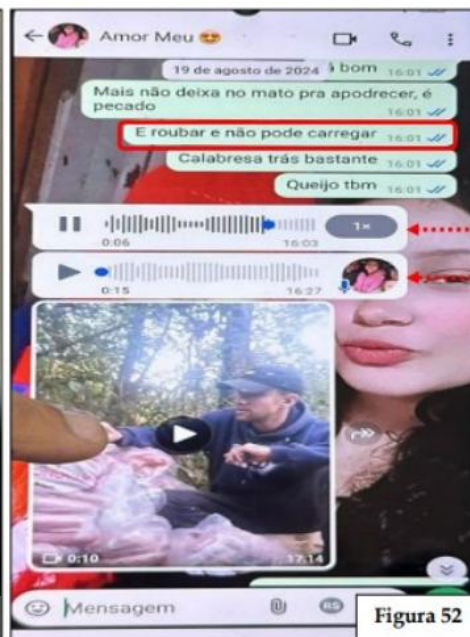 Amor Meu 😍
19 de agosto de 2024
bom 16:01
Mais não deixa no mato pra apodrecer, é
pecado 16:01
E roubar e não pode carregar 16:01
Calabresa trás bastante 16:01
Queijo tbm 16:01
1×
0:06 16:03
0:15 16:27
0:10 17:14
Mensagem
RS
Figura 52